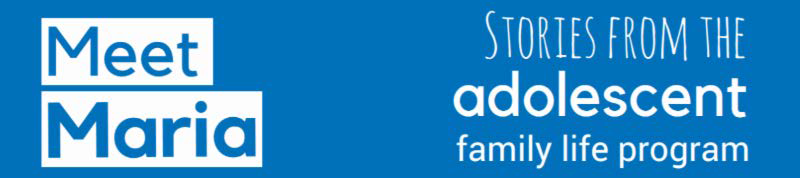 Meet
Maria
STORIES FROM THE
adolescent
family life program